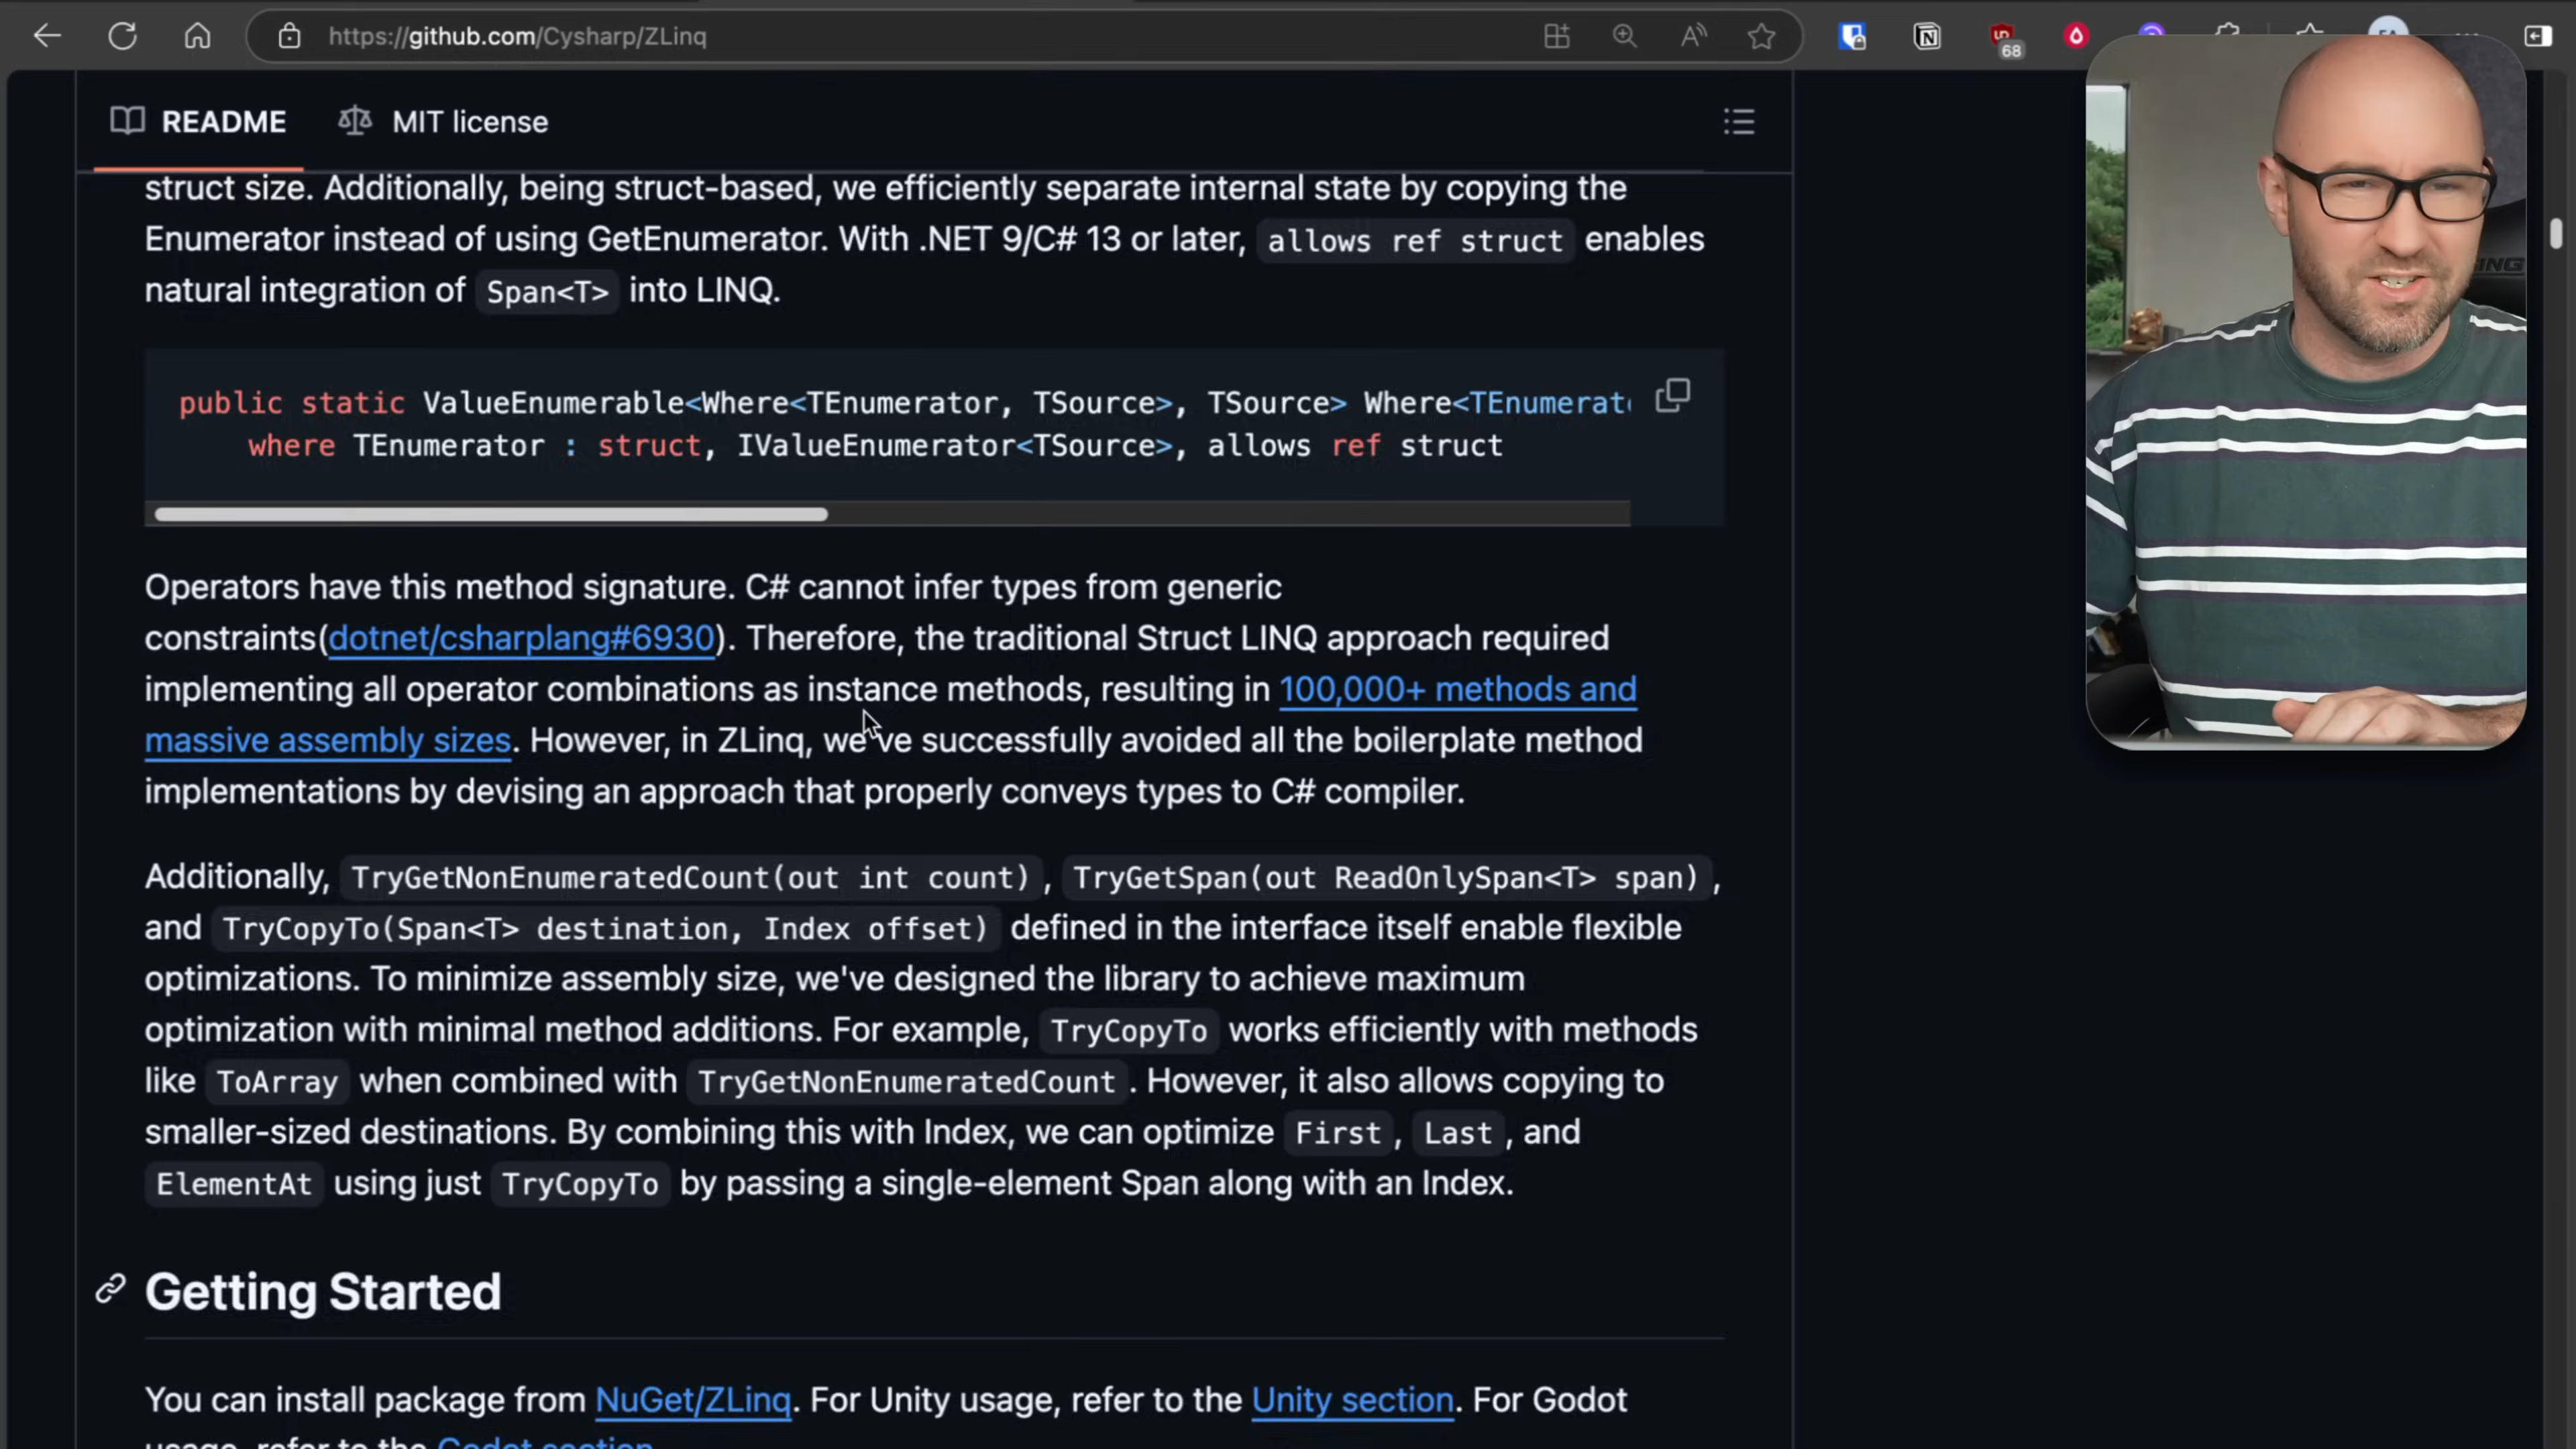 https://github.com/Cysharp/ZLinq
68
README
MIT license
struct size. Additionally, being struct-based, we efficiently separate internal state by copying the
Enumerator instead of using GetEnumerator. With .NET 9/C# 13 or later, allows ref struct enables
natural integration of Span<T> into LINQ.
public static ValueEnumerable<Where<TEnumerator, TSource>, TSource> Where<TEnumerat
where TEnumerator : struct, IValueEnumerator<TSource>, allows ref struct
Operators have this method signature. C# cannot infer types from generic
constraints(dotnet/csharplang#6930). Therefore, the traditional Struct LINQ approach required
implementing all operator combinations as instance methods, resulting in 100,000+ methods and
massive assembly sizes. However, in ZLinq, we've successfully avoided all the boilerplate method
implementations by devising an approach that properly conveys types to C# compiler.
Additionally, TryGetNonEnumeratedCount(out int count), TryGetSpan(out ReadOnlySpan<T> span),
and TryCopyTo(Span<T> destination, Index offset) defined in the interface itself enable flexible
optimizations. To minimize assembly size, we've designed the library to achieve maximum
optimization with minimal method additions. For example, TryCopyTo works efficiently with methods
like ToArray when combined with TryGetNonEnumeratedCount. However, it also allows copying to
smaller-sized destinations. By combining this with Index, we can optimize First, Last, and
ElementAt using just TryCopyTo by passing a single-element Span along with an Index.
Getting Started
You can install package from NuGet/ZLinq. For Unity usage, refer to the Unity section. For Godot
usage, refer to the Godot section.